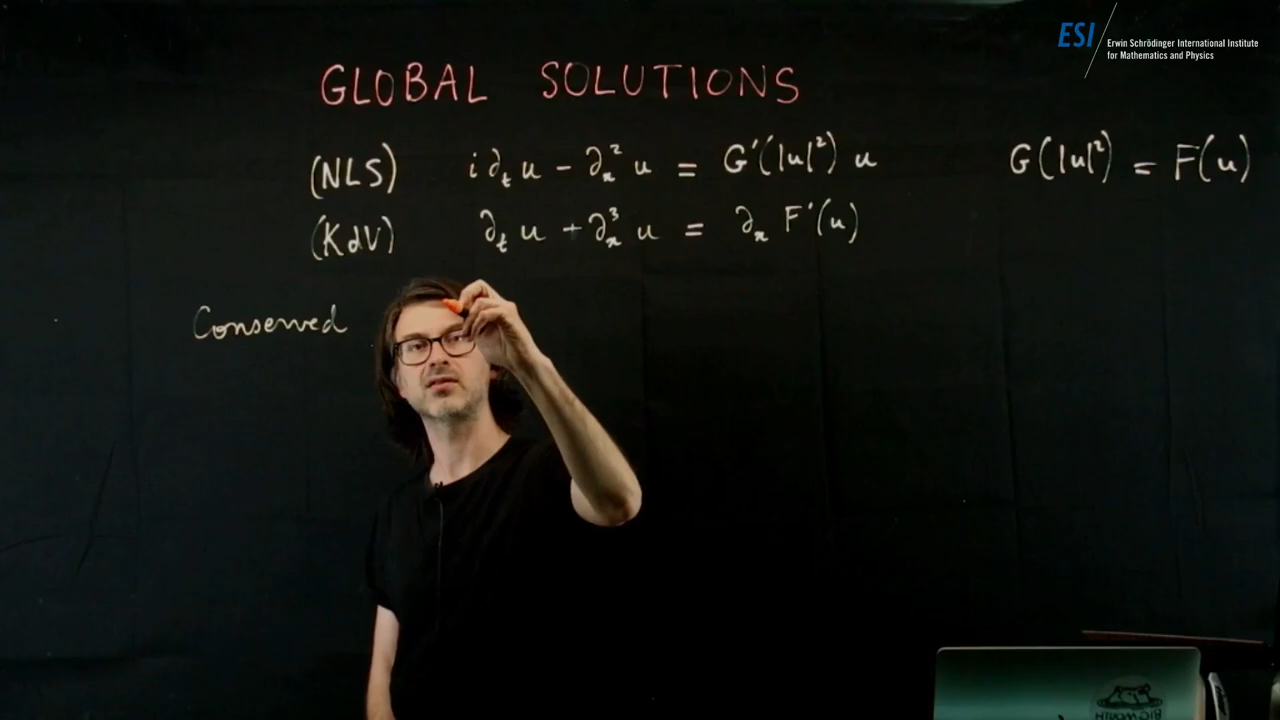 ESI Erwin Schrödinger International Institute
for Mathematics and Physics
GLOBAL SOLUTIONS
(NLS) i∂ₜu − ∂ₓ²u = G′(|u|²)u G(|u|²) = F(u)
(KdV) ∂ₜu + ∂ₓ³u = ∂ₓF′(u)
Conserved